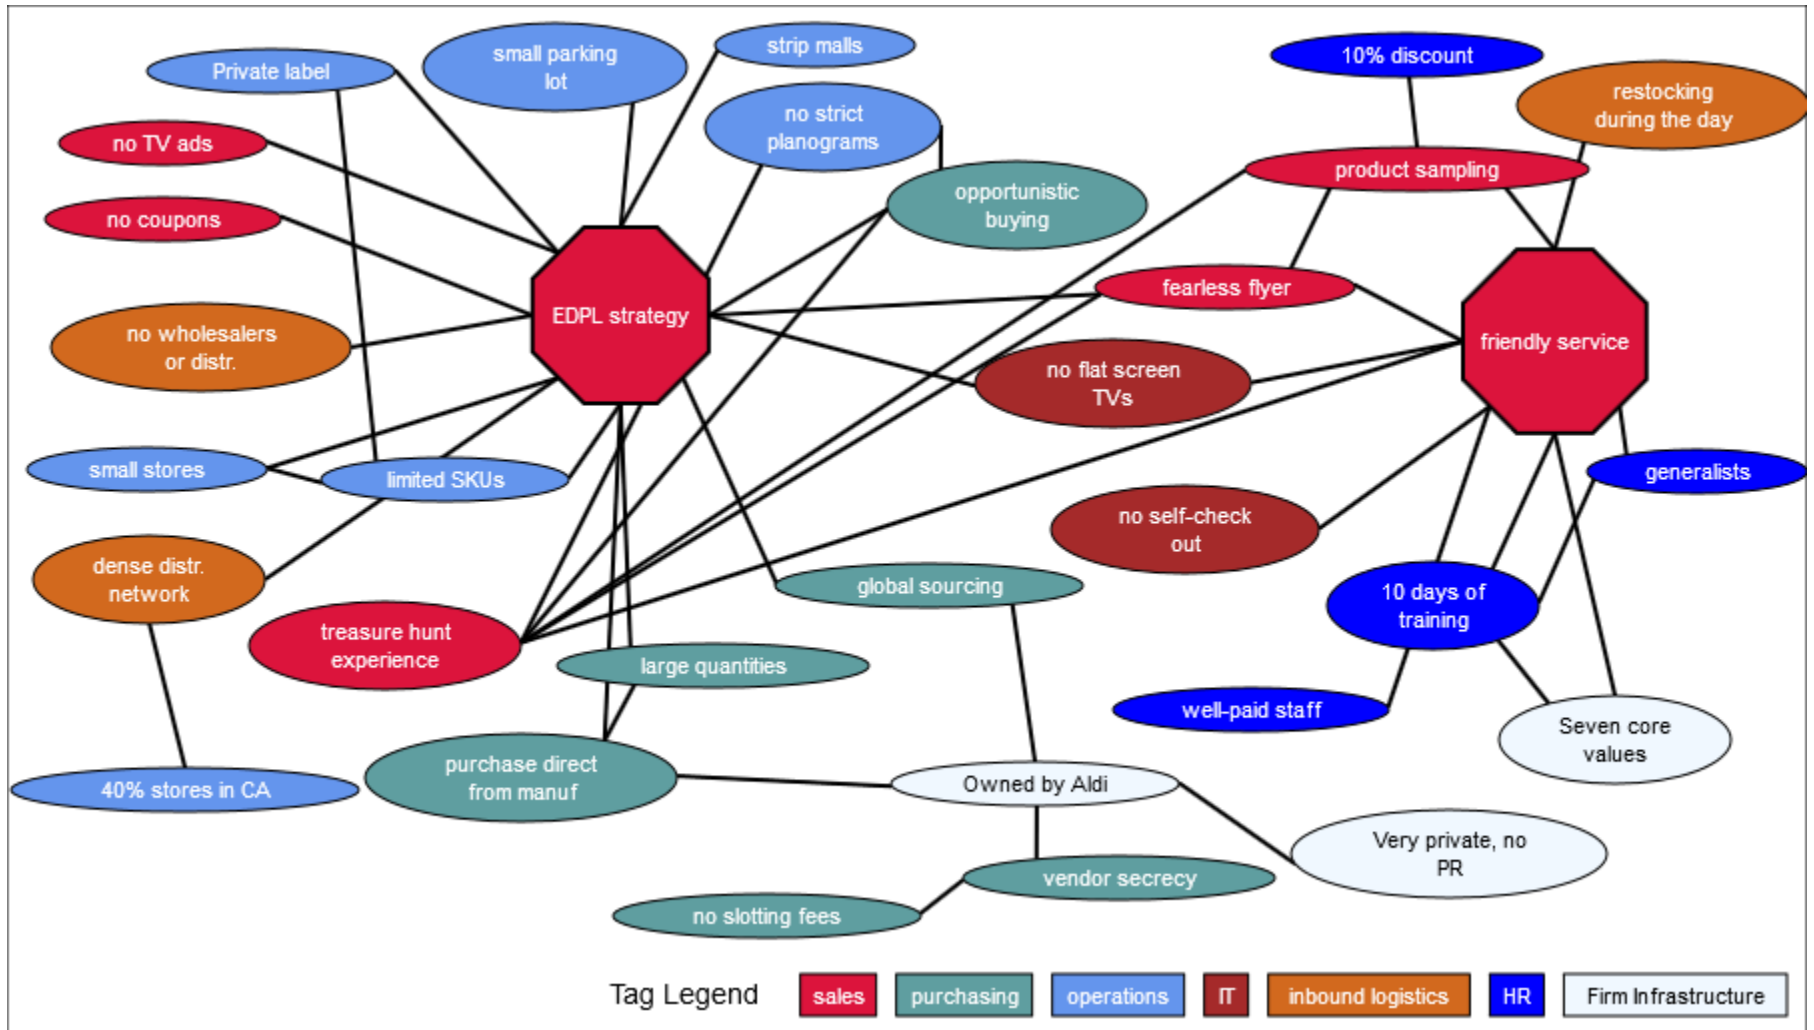 Private label
small parking
lot
strip malls
10% discount
restocking
during the day
no TV ads
no strict
planograms
product sampling
no coupons
opportunistic
buying
fearless flyer
EDPL strategy
friendly service
no wholesalers
or distr.
no flat screen
TVs
small stores
limited SKUs
generalists
no self-check
out
dense distr.
network
global sourcing
10 days of
training
treasure hunt
experience
large quantities
well-paid staff
Seven core
values
purchase direct
from manuf
Owned by Aldi
40% stores in CA
Very private, no
PR
vendor secrecy
no slotting fees
Tag Legend
sales
purchasing
operations
IT
inbound logistics
HR
Firm Infrastructure